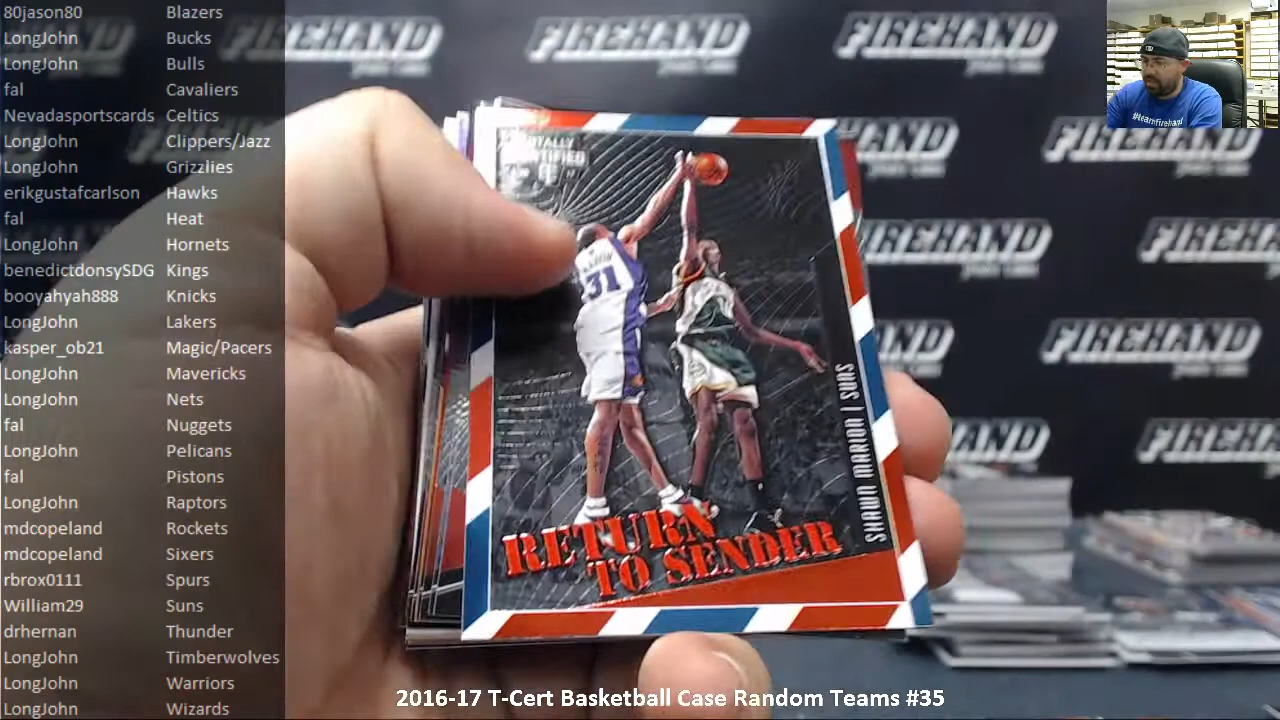 80jason80 Blazers
LongJohn Bucks
LongJohn Bulls
fal Cavaliers
Nevadasportscards Celtics
LongJohn Clippers/Jazz
LongJohn Grizzlies
erikgustafcarlson Hawks
fal Heat
LongJohn Hornets
benedictdonsySDG Kings
booyahyah888 Knicks
LongJohn Lakers
kasper_ob21 Magic/Pacers
LongJohn Mavericks
LongJohn Nets
fal Nuggets
LongJohn Pelicans
fal Pistons
LongJohn Raptors
mdcopeland Rockets
mdcopeland Sixers
rbrox0111 Spurs
William29 Suns
drhernan Thunder
LongJohn Timberwolves
LongJohn Warriors
LongJohn Wizards
FIREHAND
FIREHAND
FIREHAND
FIREHAND
FIREHAND
FIREHAND
FIREHAND
#teamfirehand
31
RETURN
TO SENDER
SHAWN MARION | SUNS
2016-17 T-Cert Basketball Case Random Teams #35